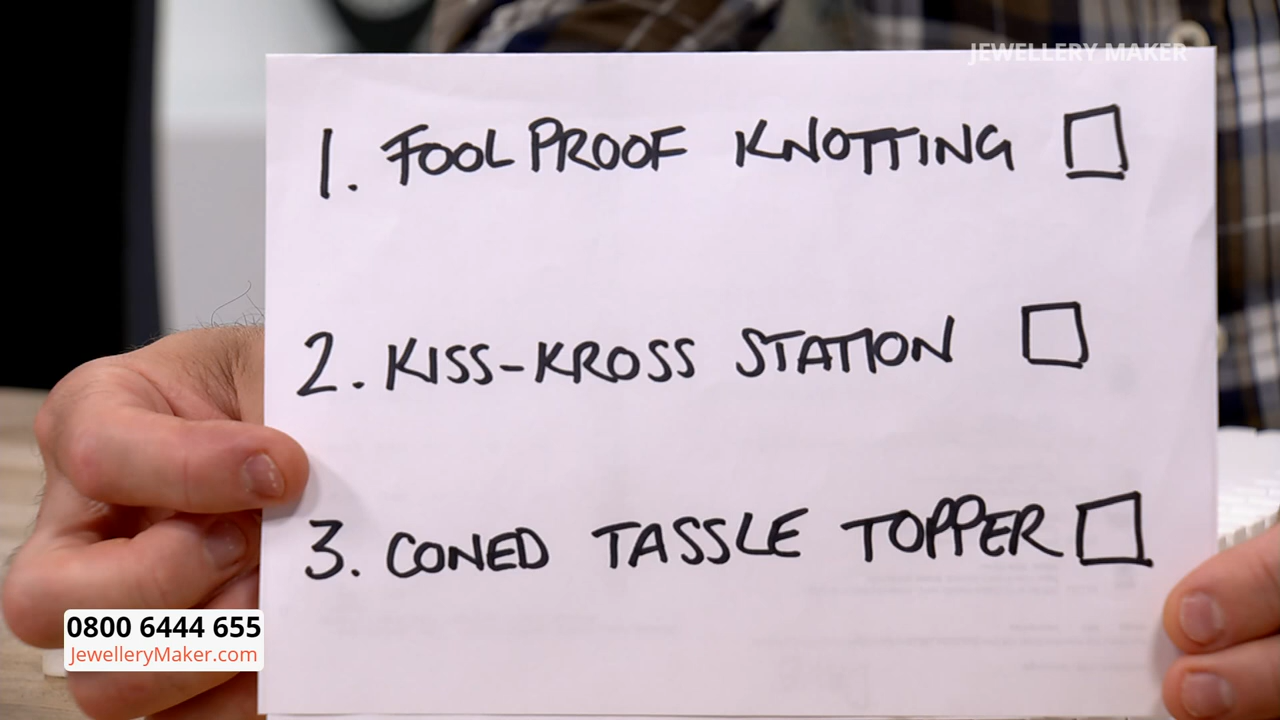 JEWELLERY MAKER
1. FOOLPROOF KNOTTING
2. KISS-KROSS STATION
3. CONED TASSLE TOPPER
0800 6444 655
JewelleryMaker.com